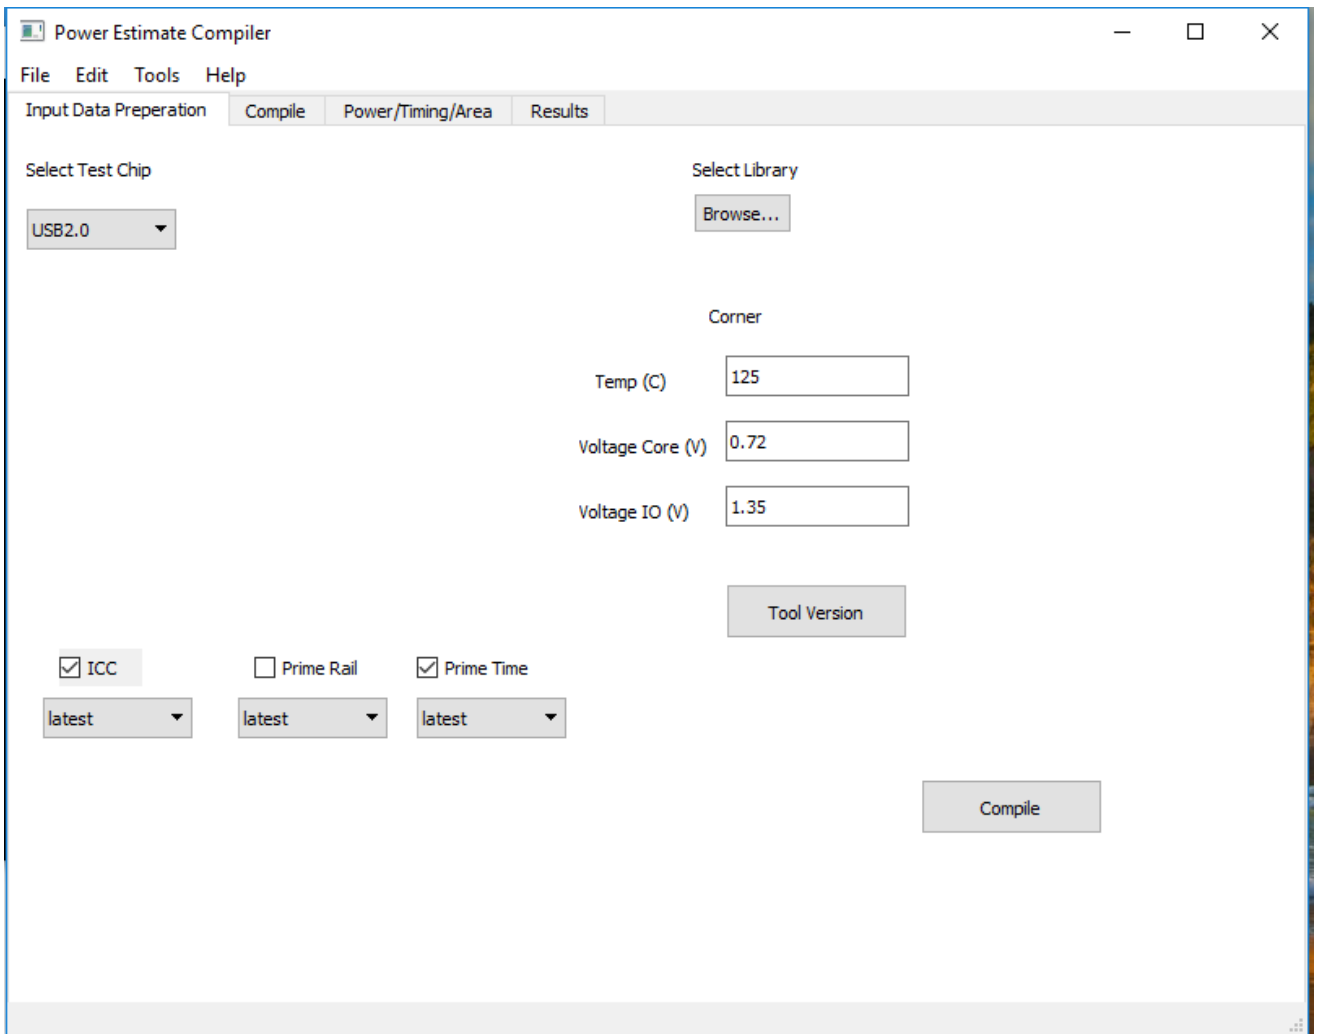 Power Estimate Compiler
File Edit Tools Help
Input Data Preperation Compile Power/Timing/Area Results
Select Test Chip
USB2.0
Select Library
Browse...
Corner
Temp (C) 125
Voltage Core (V) 0.72
Voltage IO (V) 1.35
Tool Version
ICC Prime Rail Prime Time
latest latest latest
Compile